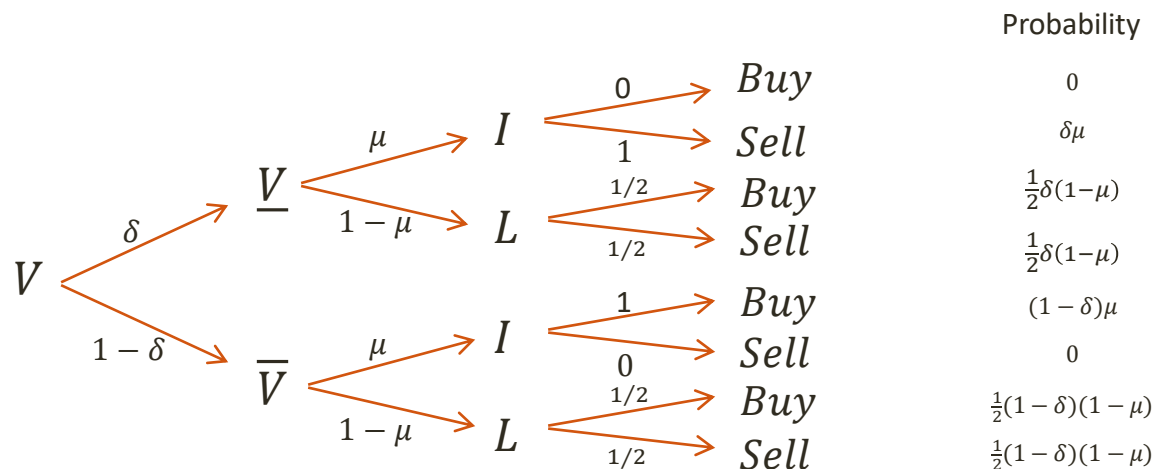 Probability
0 Buy 0
I
μ 1 Sell δμ
V̲ 1/2 Buy ½δ(1−μ)
δ 1 − μ L
1/2 Sell ½δ(1−μ)
V
1 Buy (1 − δ)μ
1 − δ μ I
0 Sell 0
V̅ 1/2 Buy ½(1 − δ)(1 − μ)
1 − μ L
1/2 Sell ½(1 − δ)(1 − μ)